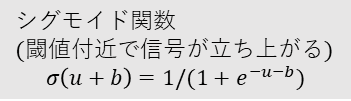 シグモイド関数
(閾値付近で信号が立ち上がる)
σ(u + b) = 1/(1 + e^{-u-b})